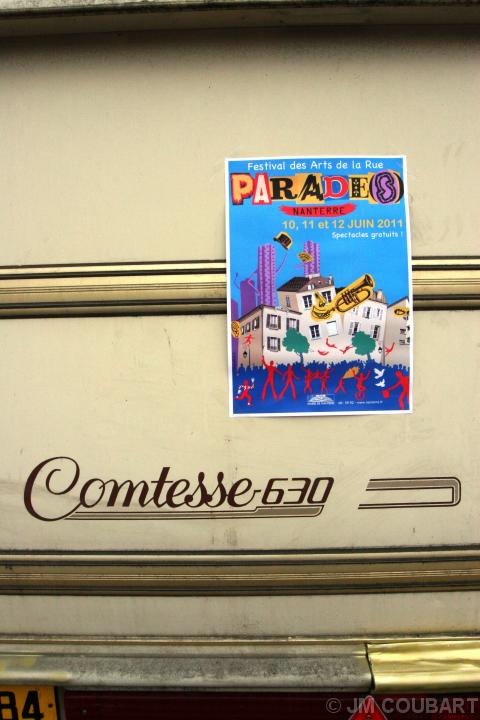 Festival des Arts de la Rue
PARADES
NANTERRE
10, 11 et 12 JUIN 2011
Spectacles gratuits !
Comtesse 630
84
© JM COUBART